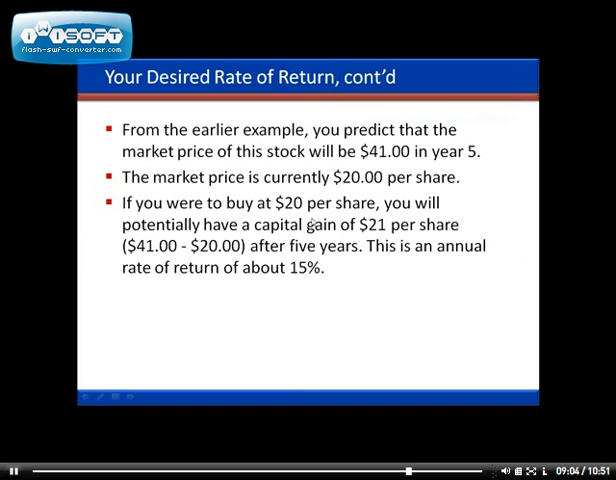 iWiSOFT
flash-swf-converter.com
Your Desired Rate of Return, cont'd
From the earlier example, you predict that the
market price of this stock will be $41.00 in year 5.
The market price is currently $20.00 per share.
If you were to buy at $20 per share, you will
potentially have a capital gain of $21 per share
($41.00 - $20.00) after five years. This is an annual
rate of return of about 15%.
09:04 / 10:51